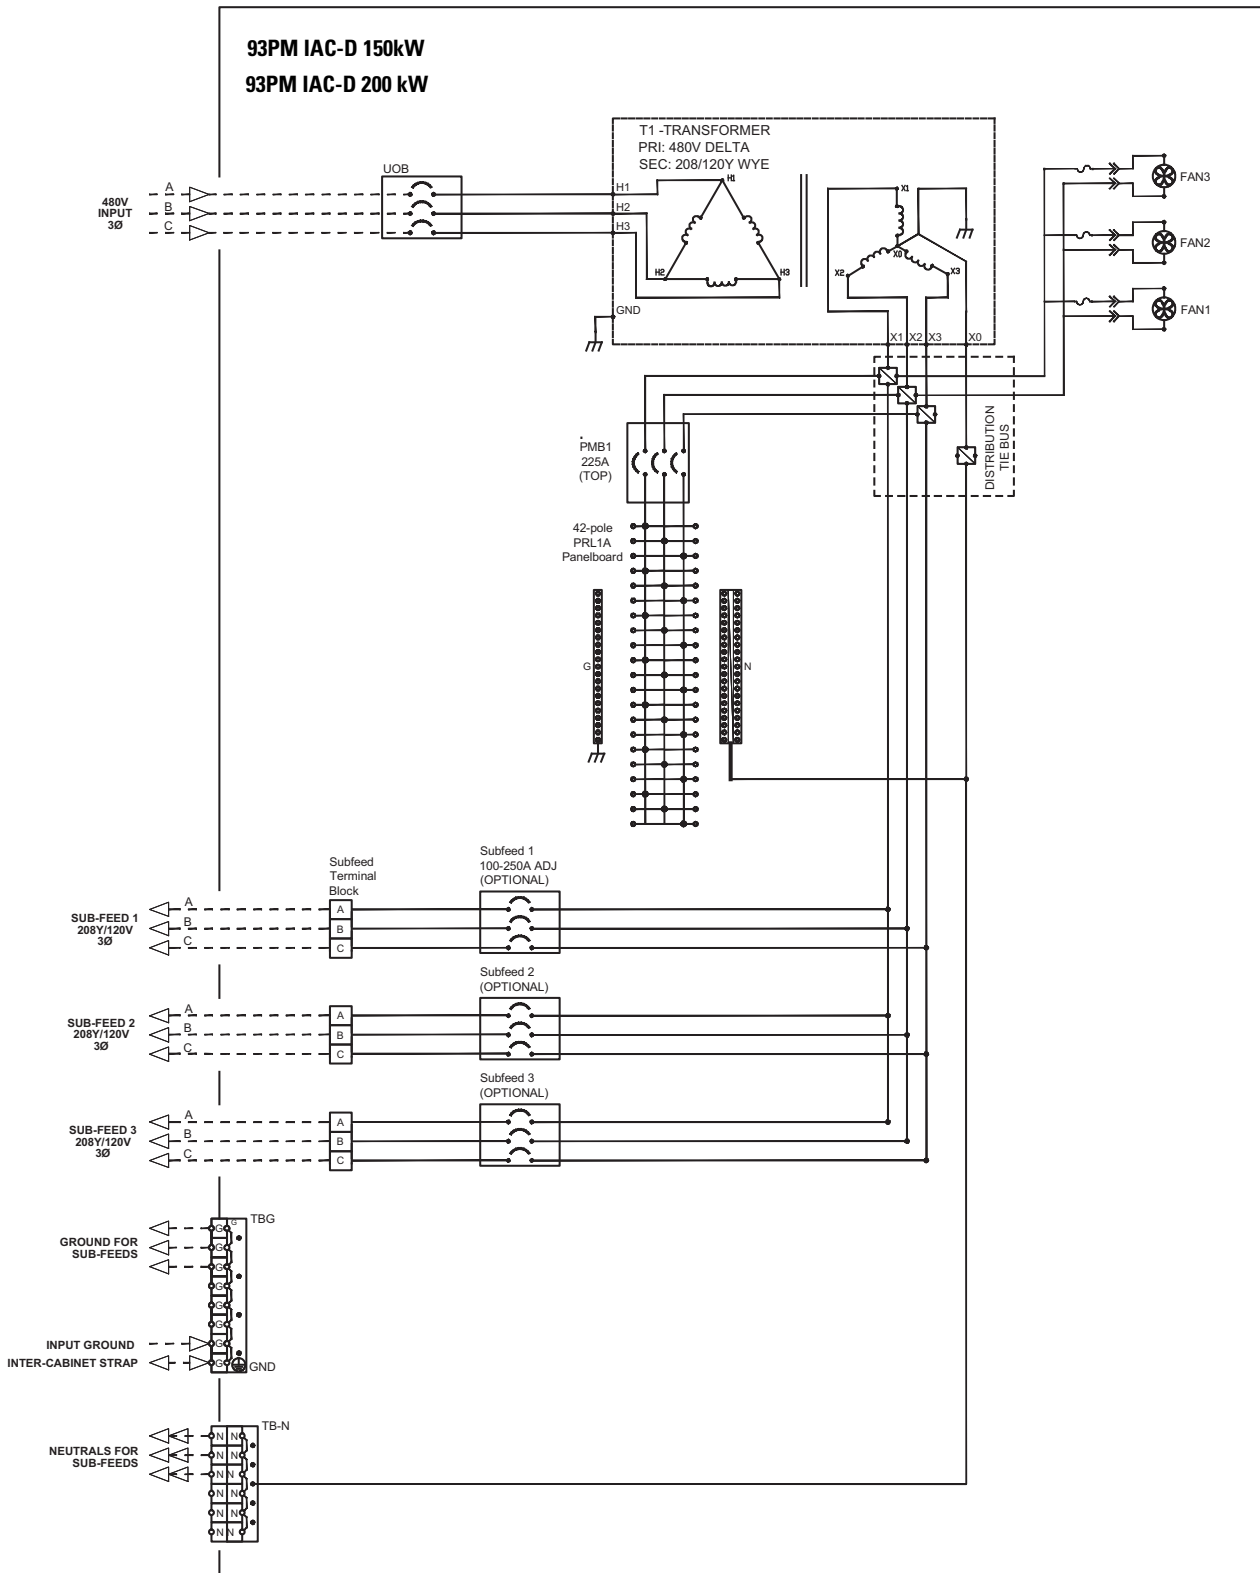 93PM IAC-D 150kW
93PM IAC-D 200 kW
T1 -TRANSFORMER
PRI: 480V DELTA
SEC: 208/120Y WYE
UOB
A
B
C
480V
INPUT
3Ø
H1
H2
H3
GND
H1
H2
H3
X1
X2
X0
X3
X1 X2 X3 X0
FAN3
FAN2
FAN1
DISTRIBUTION
TIE BUS
PMB1
225A
(TOP)
42-pole
PRL1A
Panelboard
G
N
Subfeed
Terminal
Block
Subfeed 1
100-250A ADJ
(OPTIONAL)
SUB-FEED 1
208Y/120V
3Ø
A
B
C
A
B
C
Subfeed 2
(OPTIONAL)
SUB-FEED 2
208Y/120V
3Ø
A
B
C
A
B
C
Subfeed 3
(OPTIONAL)
SUB-FEED 3
208Y/120V
3Ø
A
B
C
A
B
C
TBG
GROUND FOR
SUB-FEEDS
G
G
G
G
G
G
G
G
G
INPUT GROUND
INTER-CABINET STRAP
GND
TB-N
NEUTRALS FOR
SUB-FEEDS
N N
N N
N N
N N
N N
N N